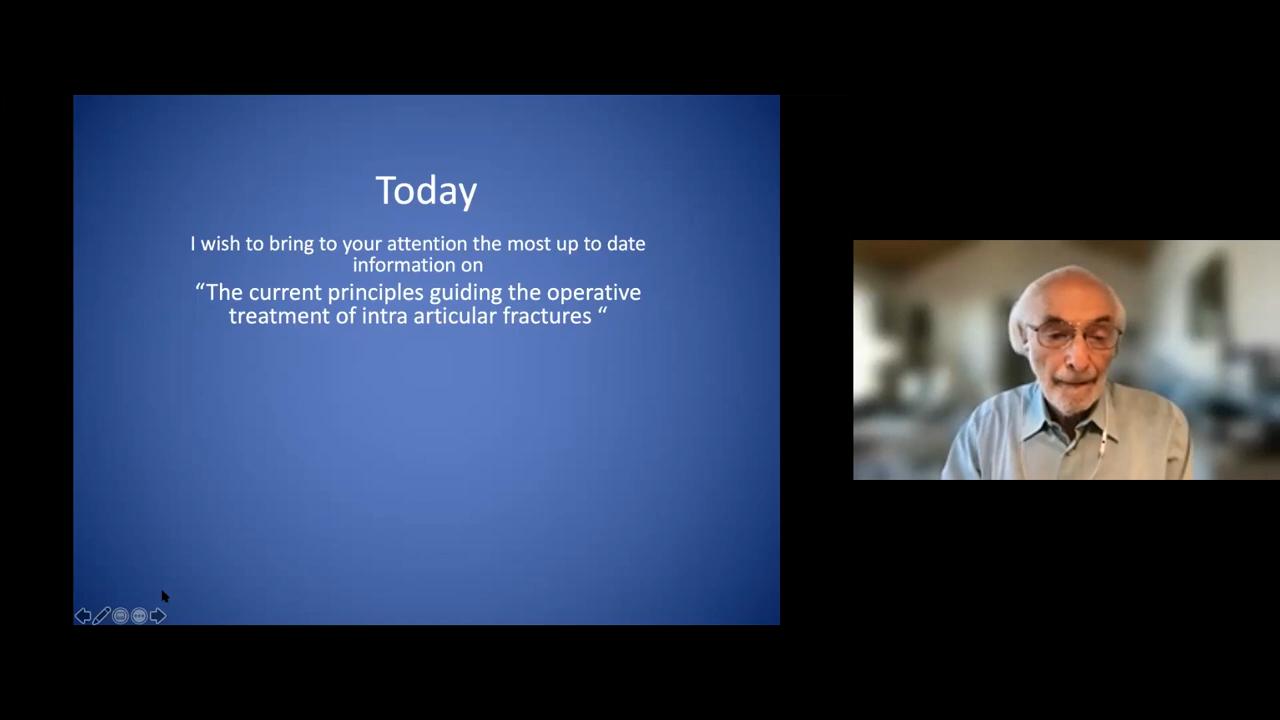 Today
I wish to bring to your attention the most up to date
information on
“The current principles guiding the operative
treatment of intra articular fractures “